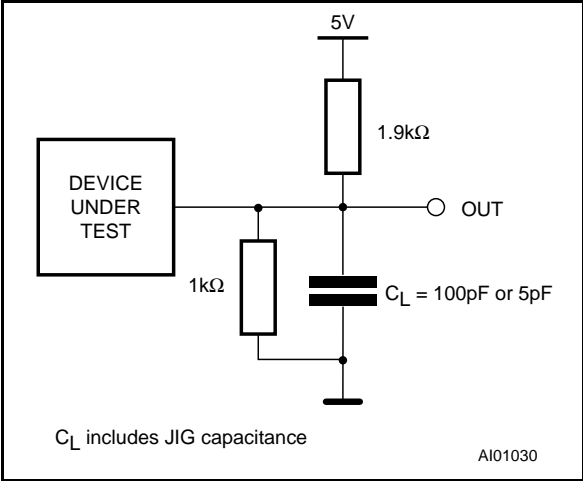 5V
1.9kΩ
DEVICE
UNDER
TEST
OUT
1kΩ
CL = 100pF or 5pF
CL includes JIG capacitance
AI01030